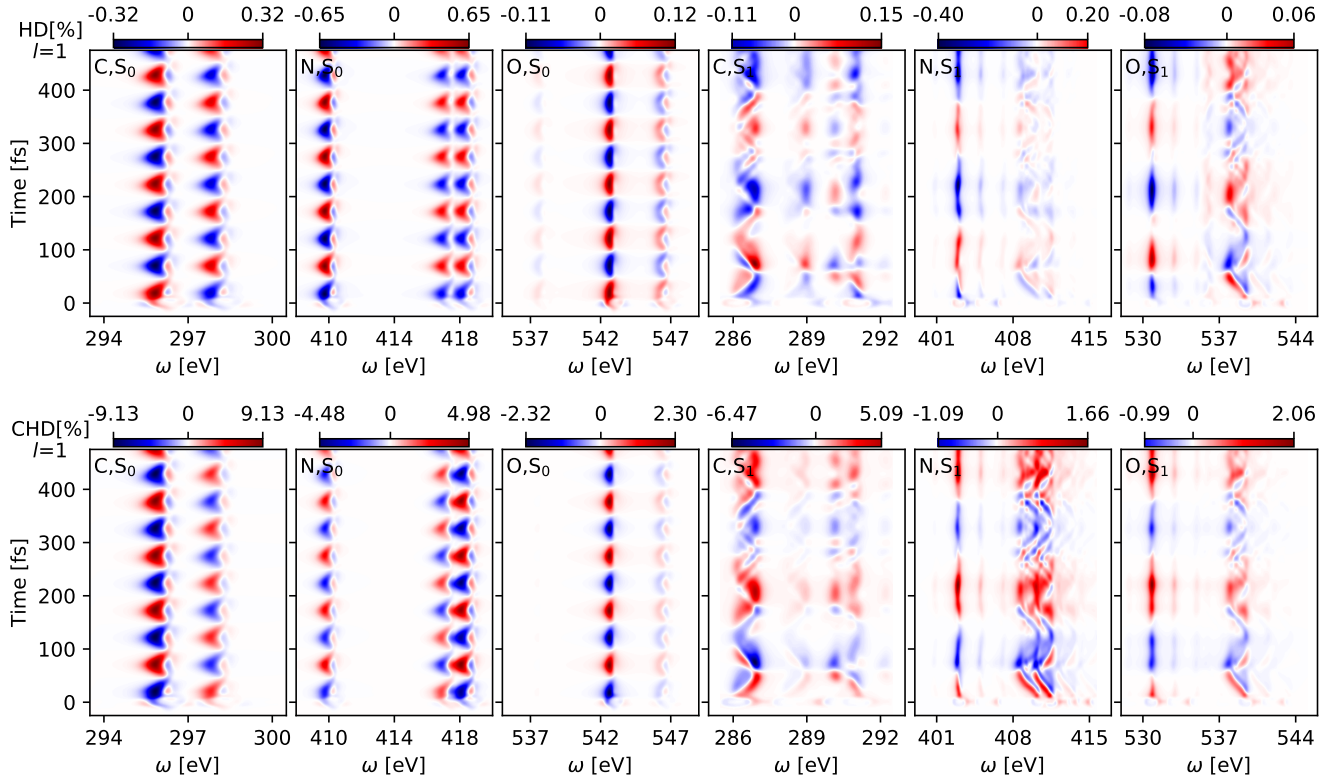 -0.32 0 0.32 -0.65 0 0.65 -0.11 0 0.12 -0.11 0 0.15 -0.40 0 0.20 -0.08 0 0.06
HD[%]
l=1
C,S₀ N,S₀ O,S₀ C,S₁ N,S₁ O,S₁
400
300
200
100
0
Time [fs]
294 297 300 410 414 418 537 542 547 286 289 292 401 408 415 530 537 544
ω [eV] ω [eV] ω [eV] ω [eV] ω [eV] ω [eV]
-9.13 0 9.13 -4.48 0 4.98 -2.32 0 2.30 -6.47 0 5.09 -1.09 0 1.66 -0.99 0 2.06
CHD[%]
l=1
C,S₀ N,S₀ O,S₀ C,S₁ N,S₁ O,S₁
400
300
200
100
0
Time [fs]
294 297 300 410 414 418 537 542 547 286 289 292 401 408 415 530 537 544
ω [eV] ω [eV] ω [eV] ω [eV] ω [eV] ω [eV]